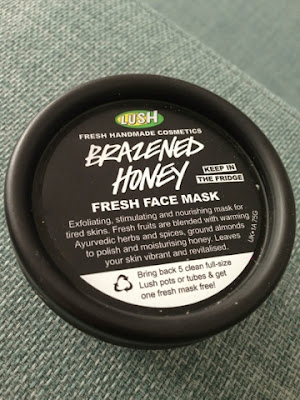 LUSH
FRESH HANDMADE COSMETICS
BRAZENED
HONEY
KEEP IN
THE FRIDGE
FRESH FACE MASK
Exfoliating, stimulating and nourishing mask for
tired skins. Fresh fruits are blended with warming
Ayurvedic herbs and spices, ground almonds
to polish and moisturising honey. Leaves
your skin vibrant and revitalised.
UK•1A 75G
Bring back 5 clean full-size
Lush pots or tubes & get
one fresh mask free!